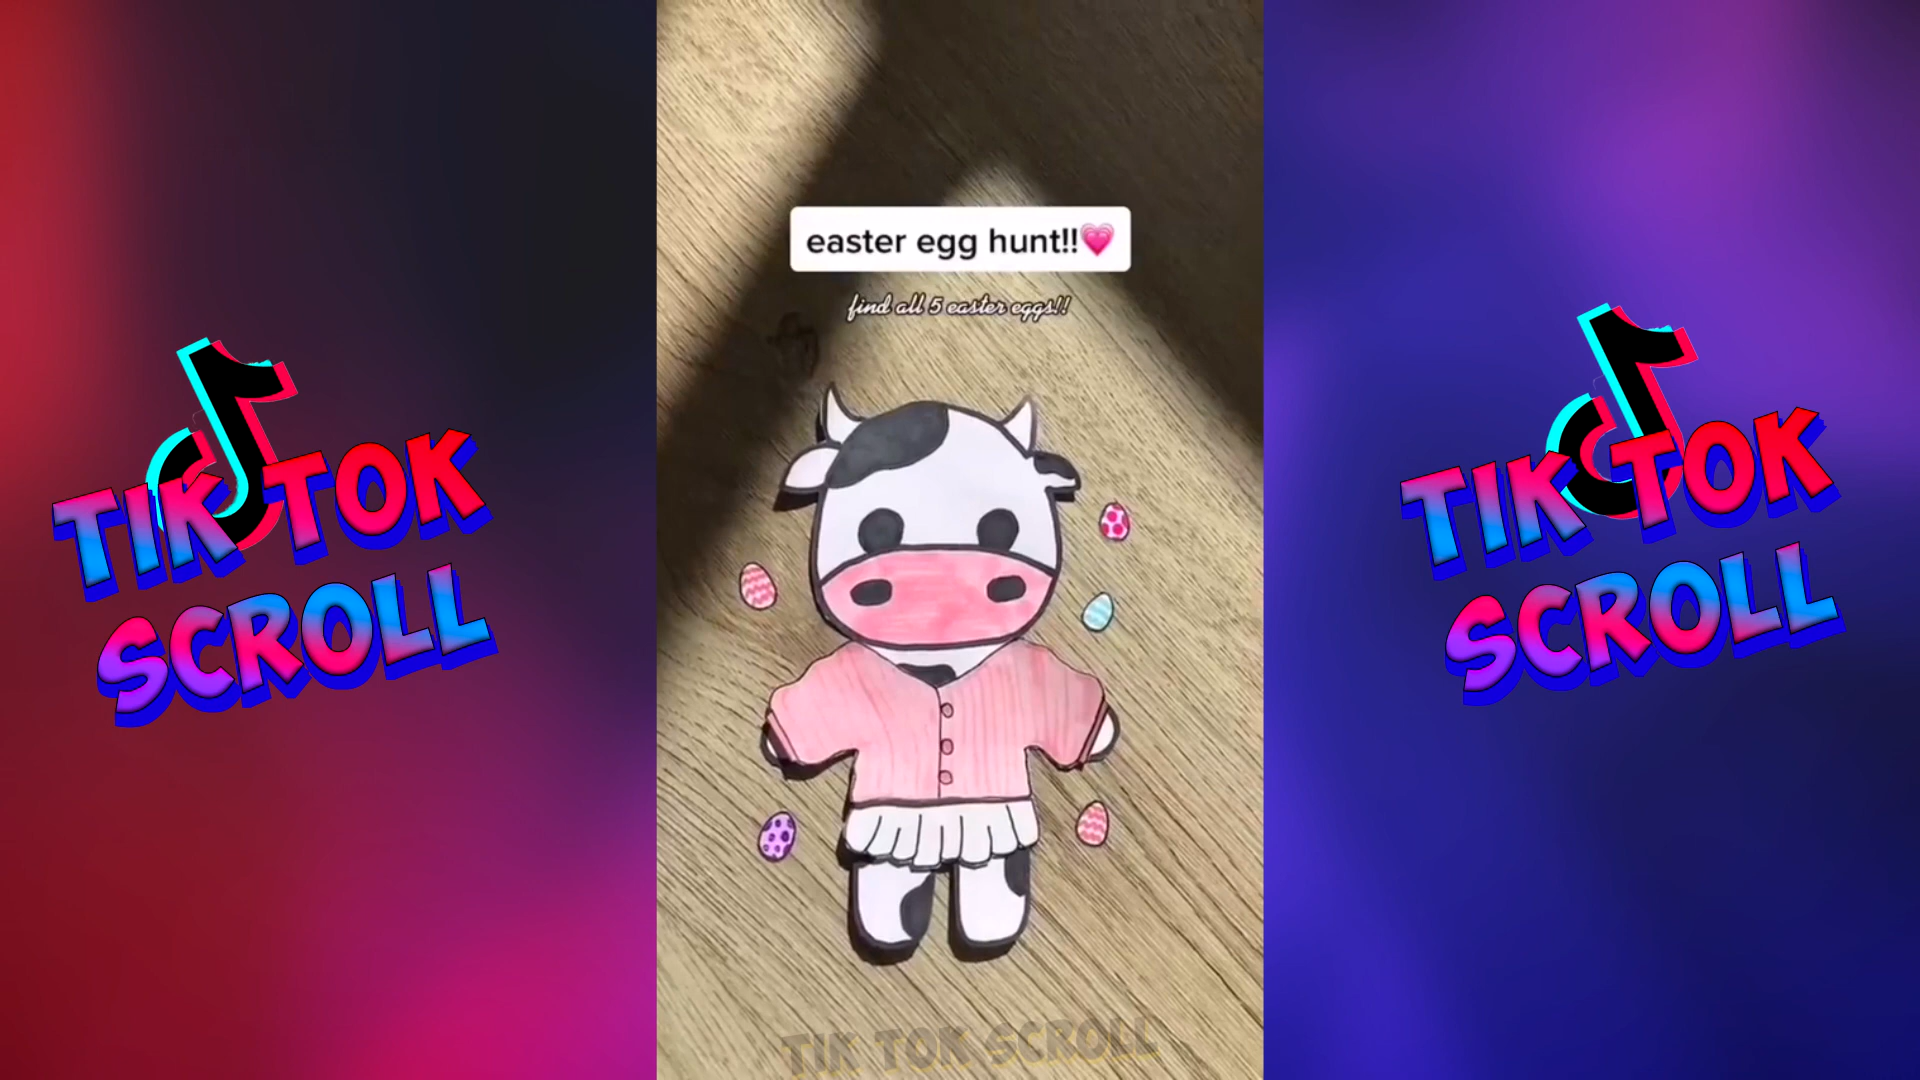 easter egg hunt!!💗
find all 5 easter eggs!!
TIK TOK
SCROLL
TIK TOK
SCROLL
TIK TOK SCROLL